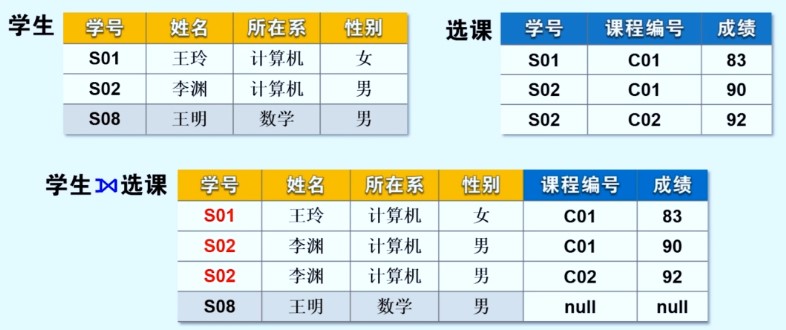 学生
学号 姓名 所在系 性别
S01 王玲 计算机 女
S02 李渊 计算机 男
S08 王明 数学 男
选课
学号 课程编号 成绩
S01 C01 83
S02 C01 90
S02 C02 92
学生⟕选课
学号 姓名 所在系 性别 课程编号 成绩
S01 王玲 计算机 女 C01 83
S02 李渊 计算机 男 C01 90
S02 李渊 计算机 男 C02 92
S08 王明 数学 男 null null